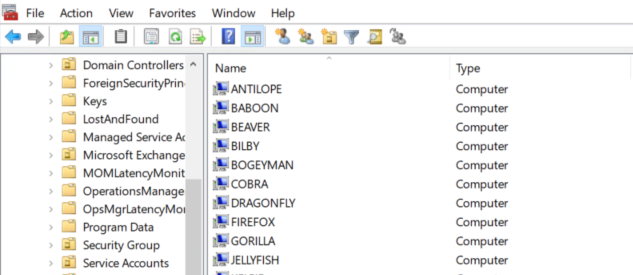 File Action View Favorites Window Help
Domain Controllers
ForeignSecurityPrin
Keys
LostAndFound
Managed Service Ac
Microsoft Exchange
MOMLatencyMonit
OperationsManage
OpsMgrLatencyMor
Program Data
Security Group
Service Accounts
Name Type
ANTILOPE Computer
BABOON Computer
BEAVER Computer
BILBY Computer
BOGEYMAN Computer
COBRA Computer
DRAGONFLY Computer
FIREFOX Computer
GORILLA Computer
JELLYFISH Computer